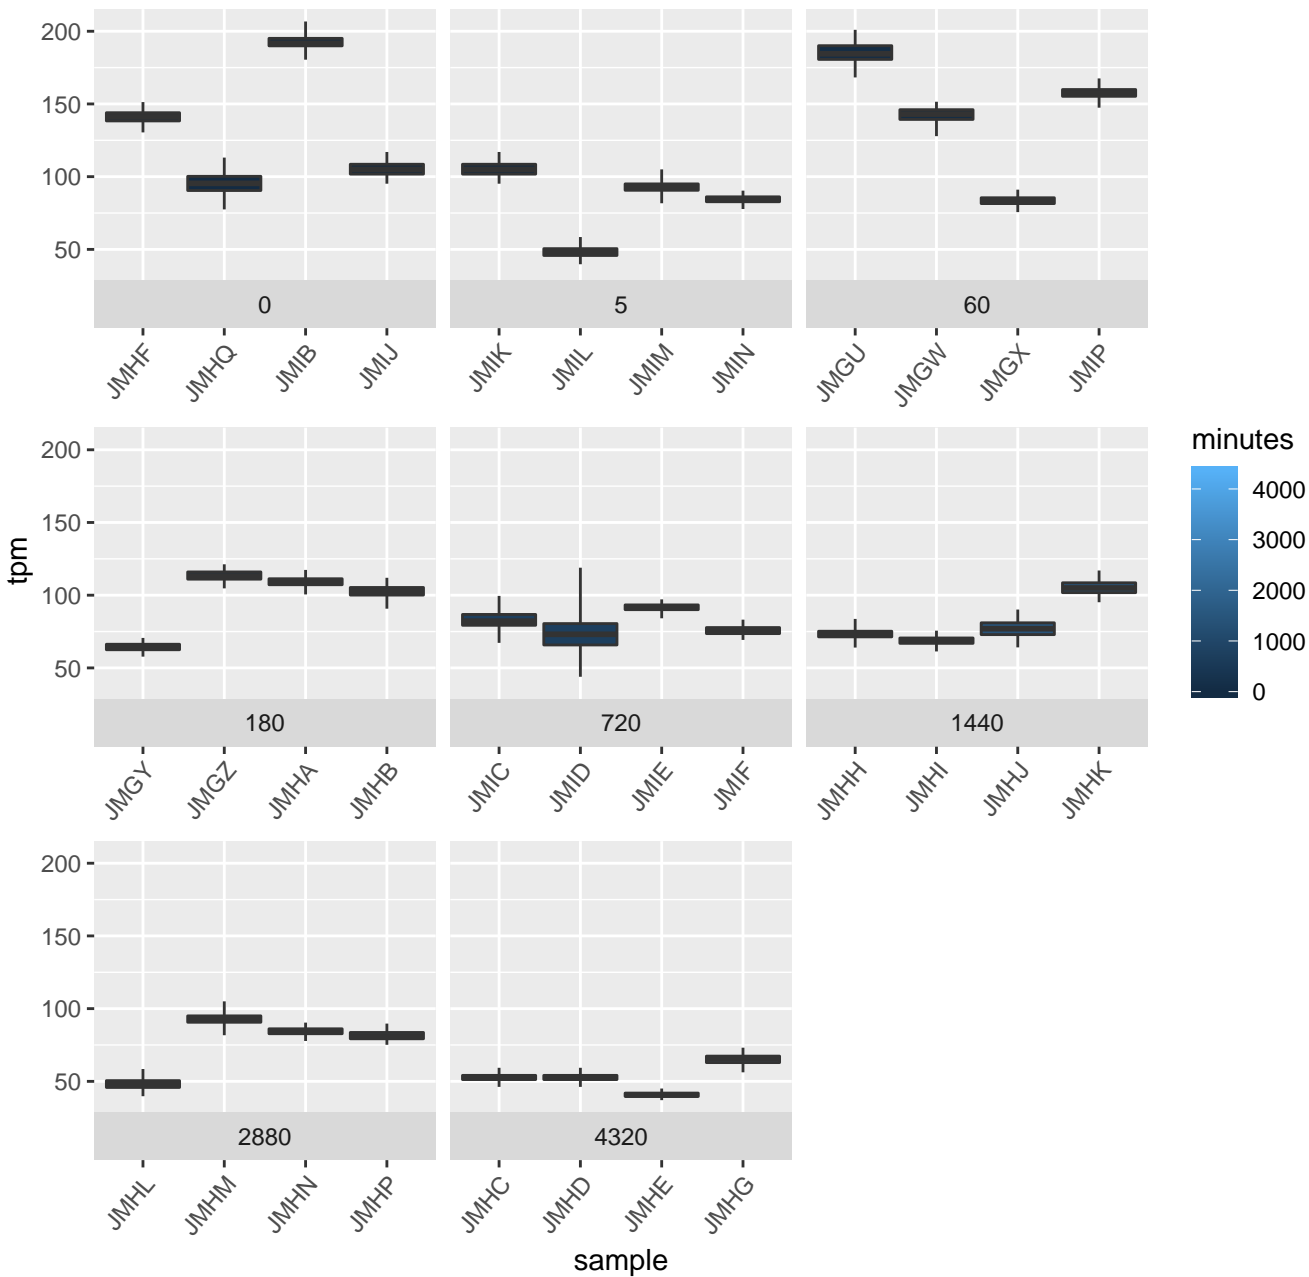 200
150
100
50
0
5
60
JMHF JMHQ JMIB JMIJ
JMIK JMIL JMIM JMIN
JMGU JMGW JMGX JMIP
tpm
200
150
100
50
180
720
1440
JMGY JMGZ JMHA JMHB
JMIC JMID JMIE JMIF
JMHH JMHI JMHJ JMHK
200
150
100
50
2880
4320
JMHL JMHM JMHN JMHP
JMHC JMHD JMHE JMHG
sample
minutes
4000
3000
2000
1000
0